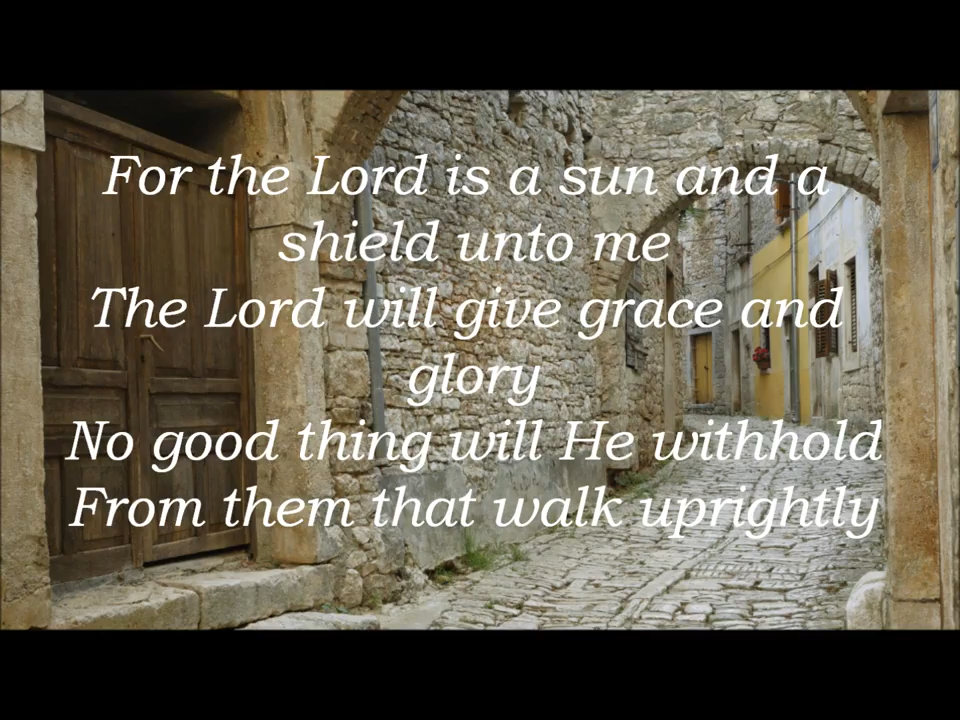 For the Lord is a sun and a
shield unto me
The Lord will give grace and
glory
No good thing will He withhold
From them that walk uprightly